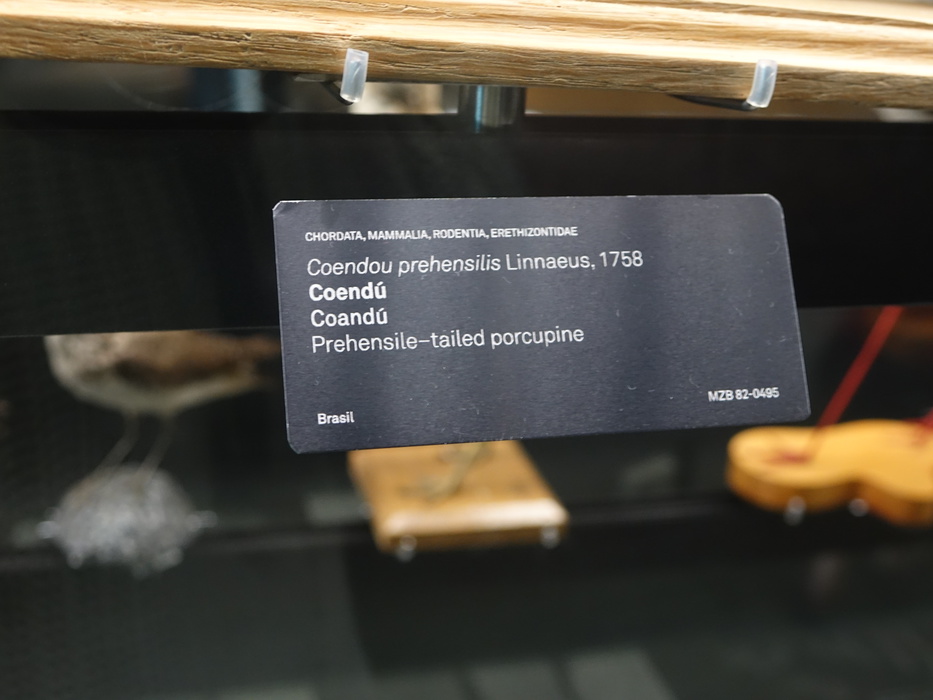 CHORDATA, MAMMALIA, RODENTIA, ERETHIZONTIDAE
Coendou prehensilis Linnaeus, 1758
Coendú
Coandú
Prehensile-tailed porcupine
Brasil
MZB 82-0495